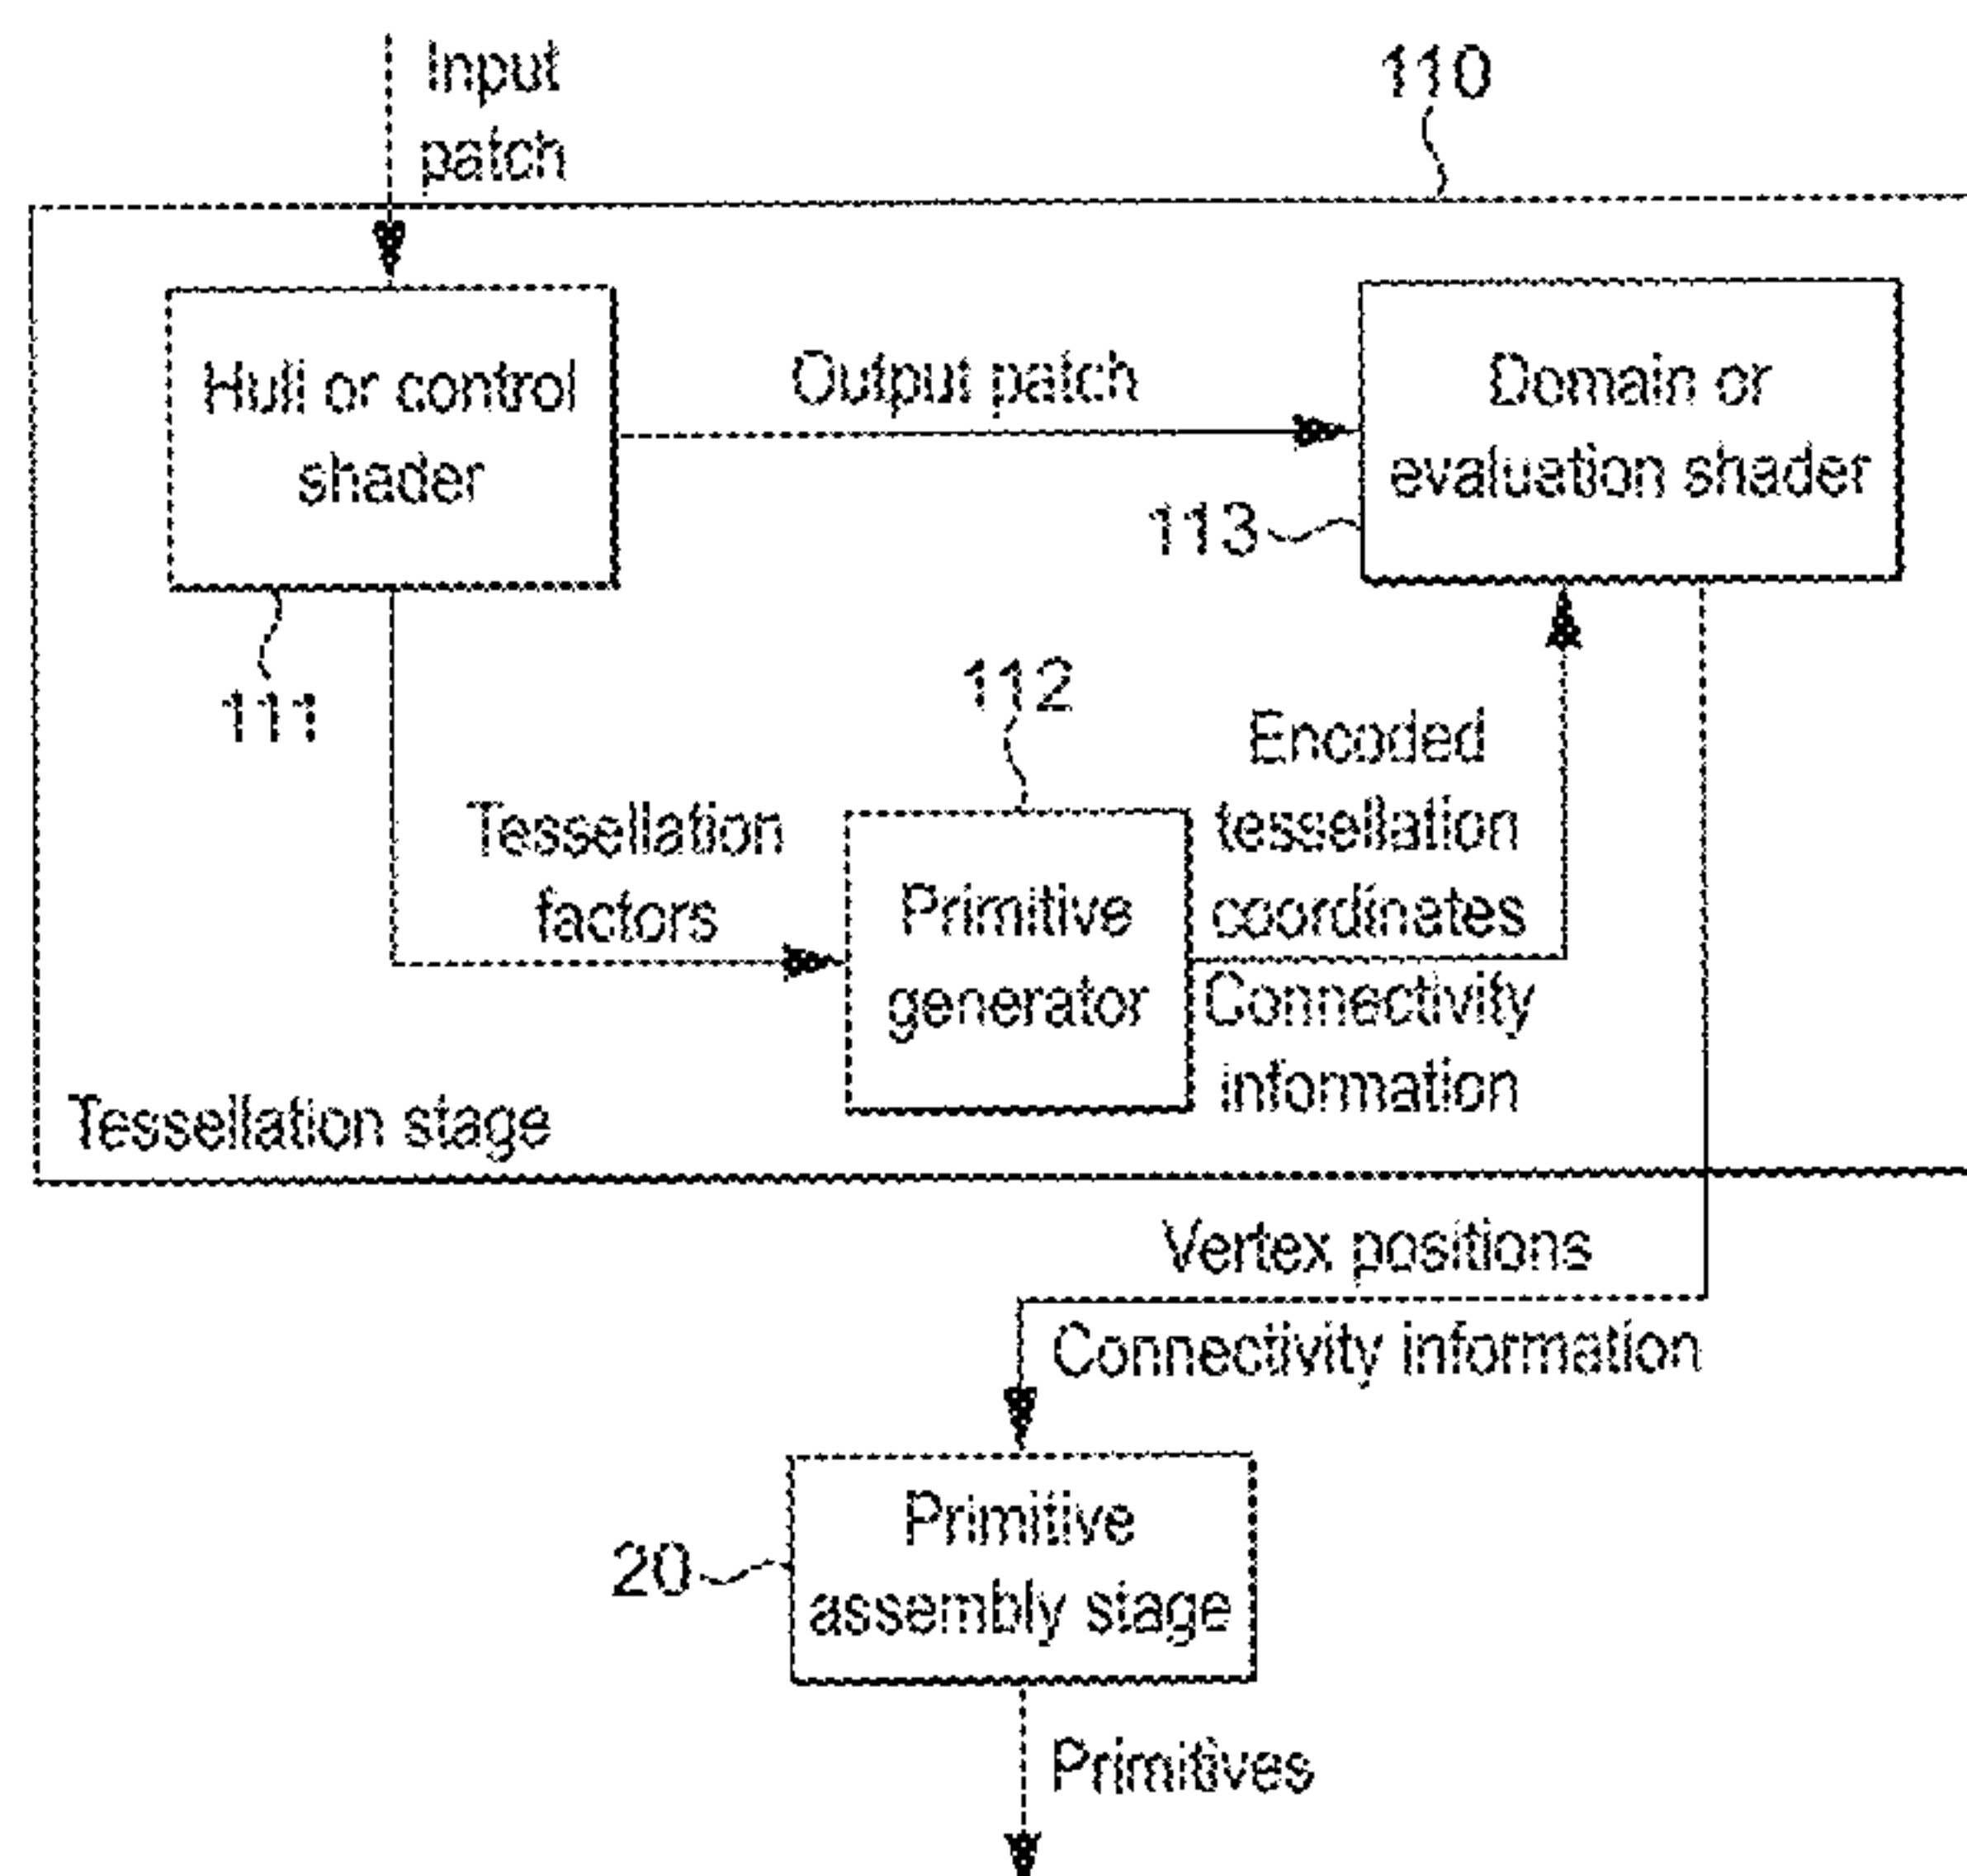 Input
patch
110
Hull or control
shader
111
Output patch
Domain or
evaluation shader
113
112
Tessellation
factors
Primitive
generator
Encoded
tessellation
coordinates
Connectivity
information
Tessellation stage
Vertex positions
Connectivity information
20
Primitive
assembly stage
Primitives